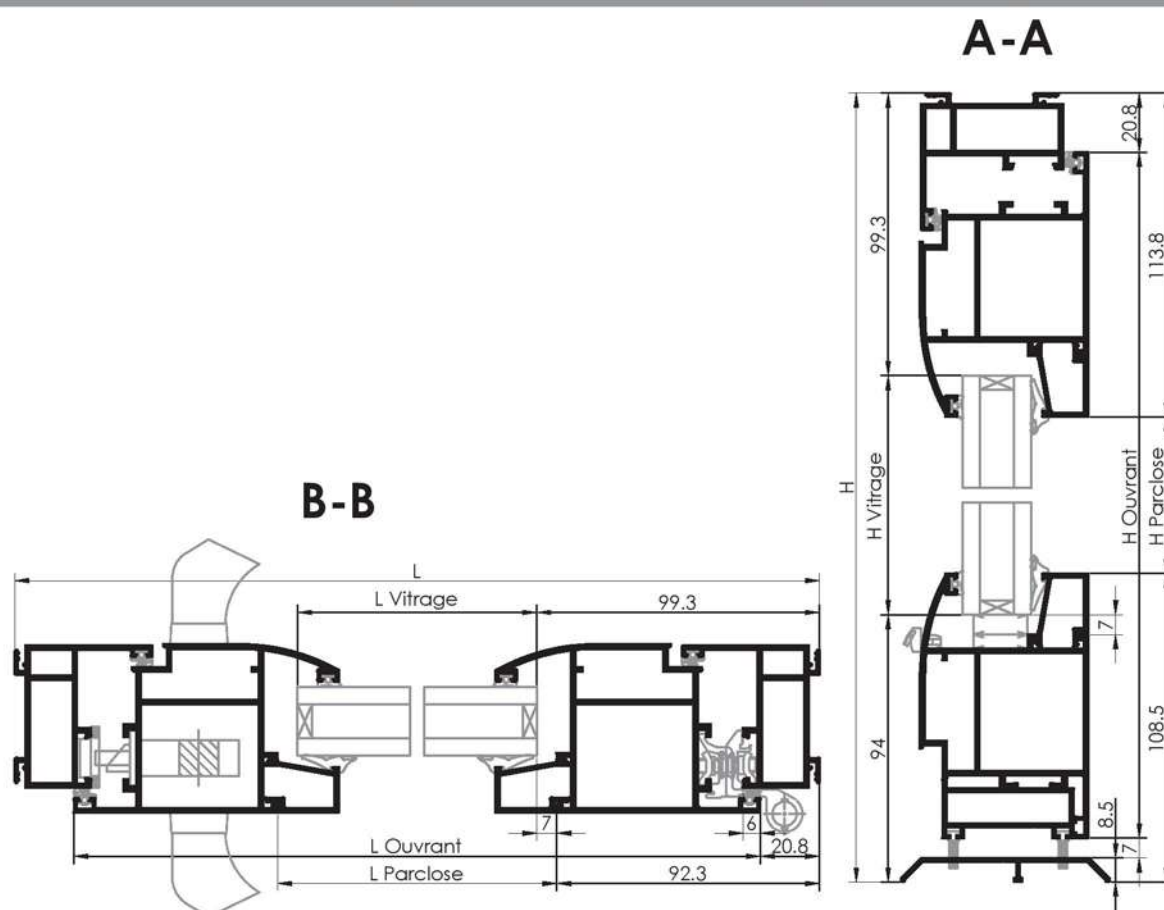 A-A
20.8
99.3
113.8
H
H Vitrage
H Ouvrant
H Parclose
B-B
L
L Vitrage
99.3
7
94
108.5
8.5
7
7
6
L Ouvrant
20.8
L Parclose
92.3